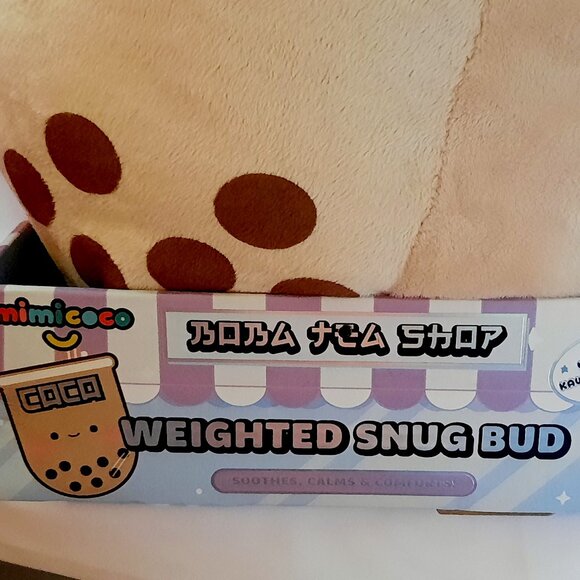 mimicoco
BOBA TEA SHOP
COCO
WEIGHTED SNUG BUD
SOOTHES, CALMS & COMFORTS!